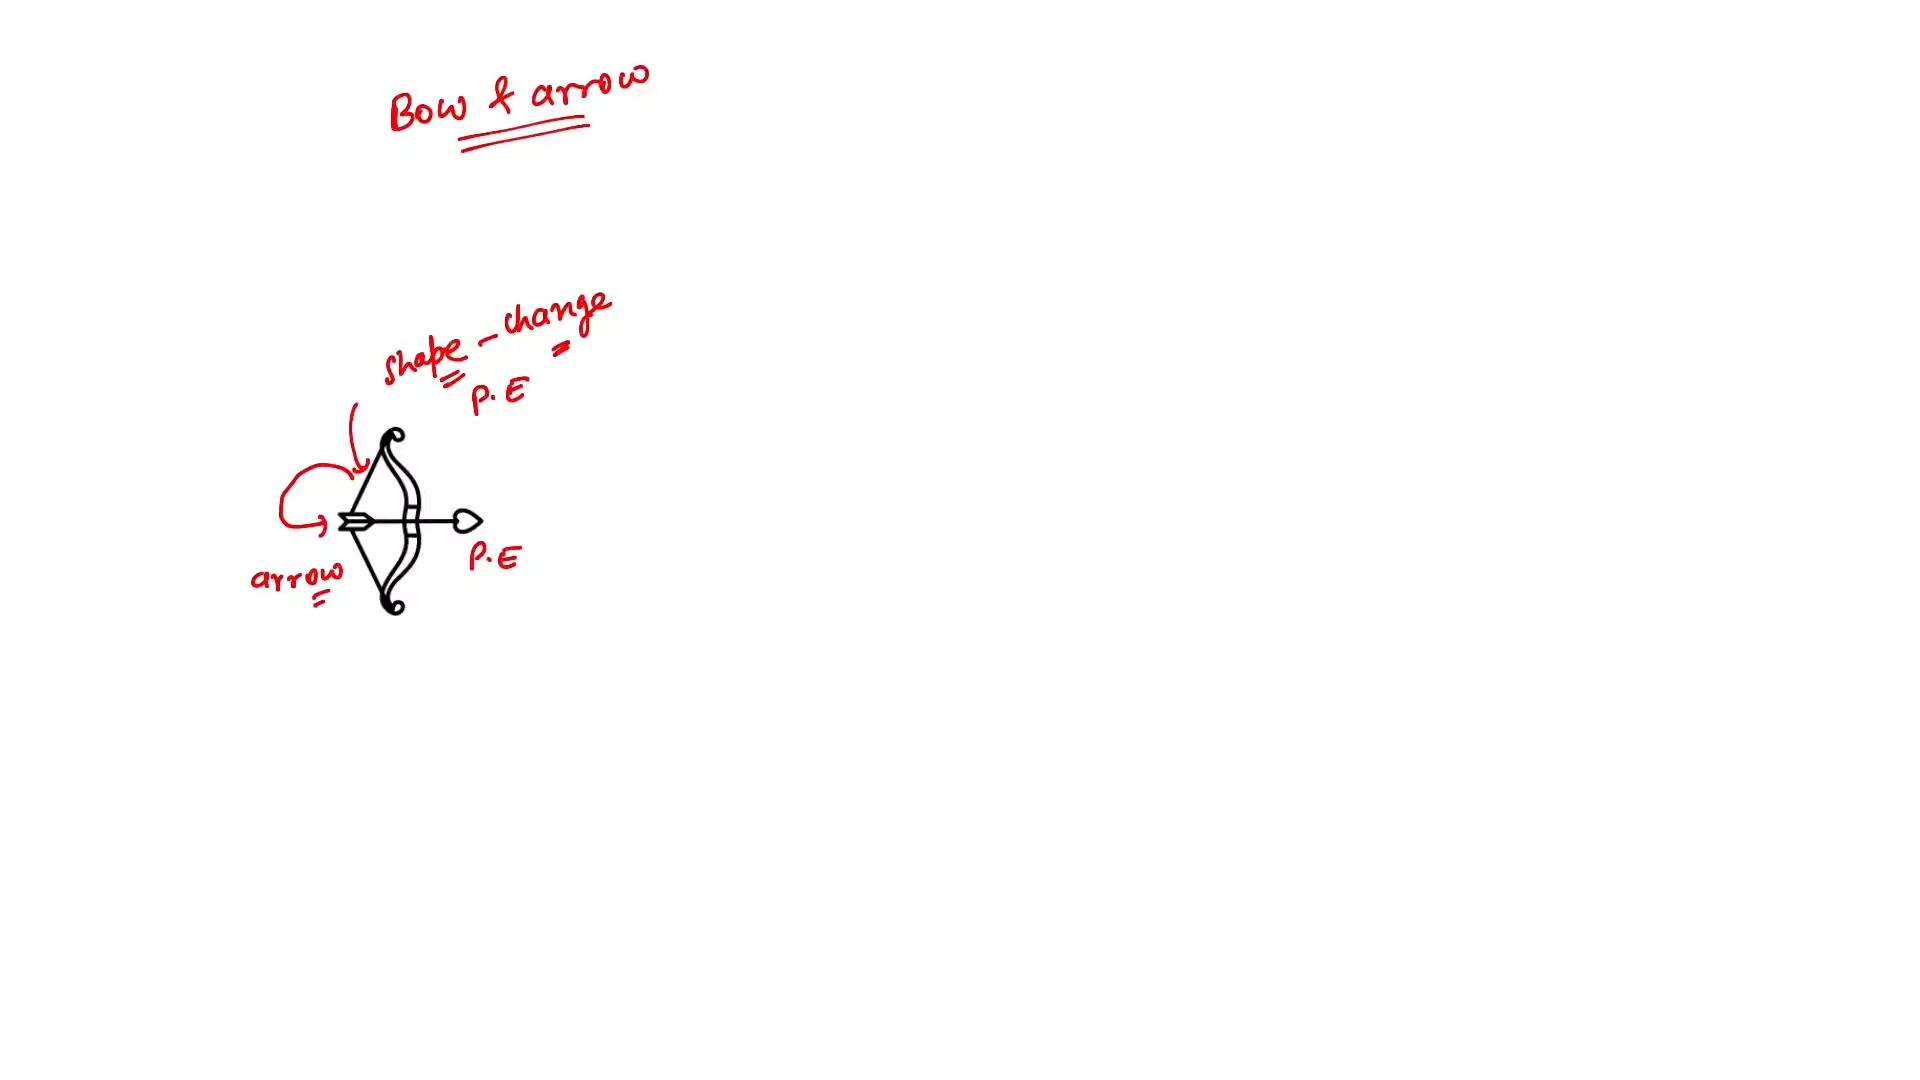 Bow & arrow
shape - change
P.E
P.E
arrow